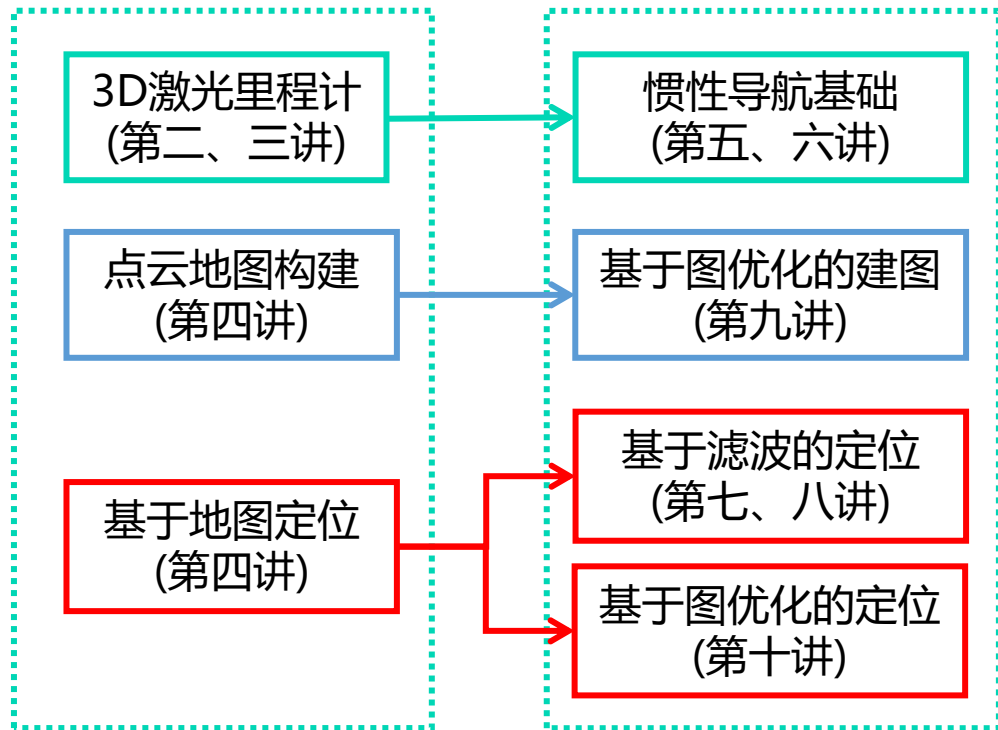 3D激光里程计
(第二、三讲)
惯性导航基础
(第五、六讲)
点云地图构建
(第四讲)
基于图优化的建图
(第九讲)
基于地图定位
(第四讲)
基于滤波的定位
(第七、八讲)
基于图优化的定位
(第十讲)